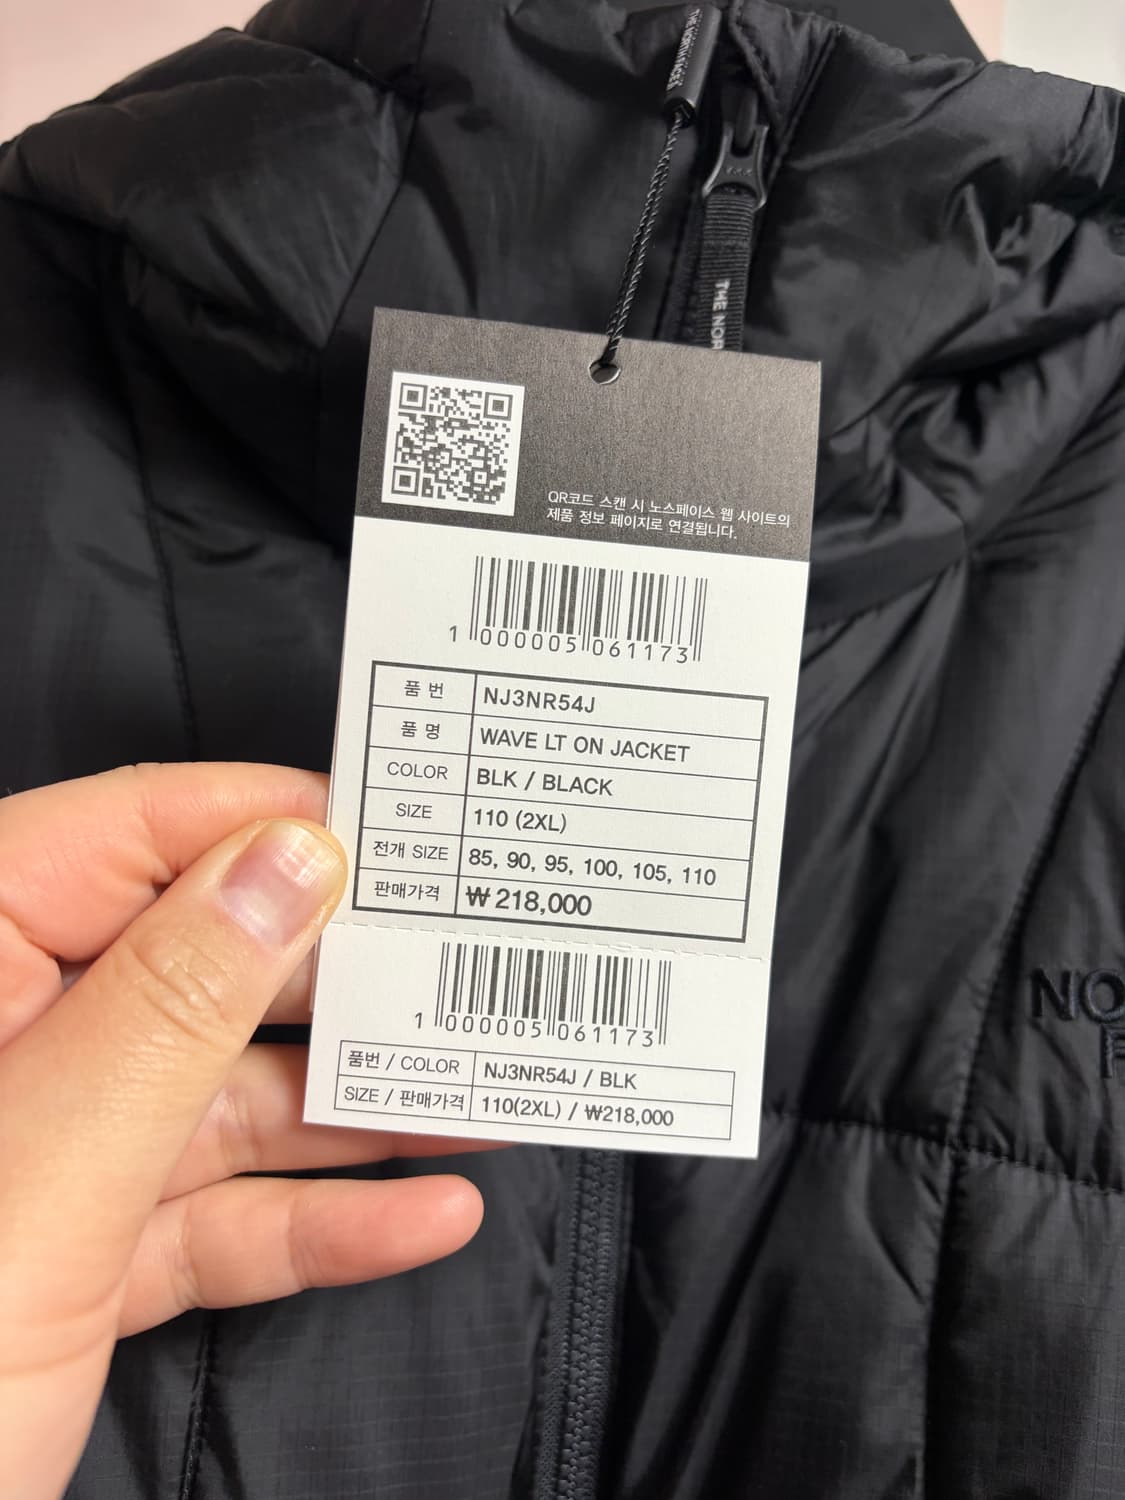 THE NORTH FACE
THE NOR
QR코드 스캔 시 노스페이스 웹 사이트의
제품 정보 페이지로 연결됩니다.
1 000005 061173
품 번 NJ3NR54J
품 명 WAVE LT ON JACKET
COLOR BLK / BLACK
SIZE 110 (2XL)
전개 SIZE 85, 90, 95, 100, 105, 110
판매가격 ₩ 218,000
NO
F
1 000005 061173
품번 / COLOR NJ3NR54J / BLK
SIZE / 판매가격 110(2XL) / ₩218,000